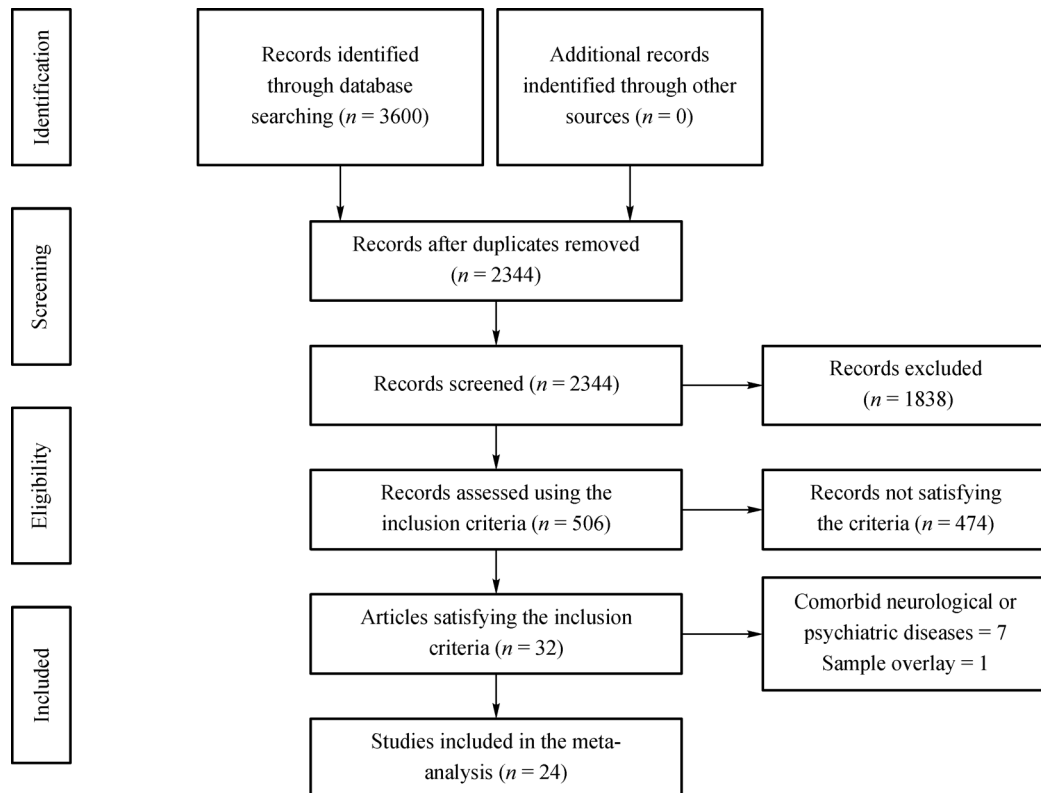 Identification
Records identified
through database
searching (n = 3600)
Additional records
indentified through other
sources (n = 0)
Screening
Records after duplicates removed
(n = 2344)
Records screened (n = 2344)
Records excluded
(n = 1838)
Eligibility
Records assessed using the
inclusion criteria (n = 506)
Records not satisfying
the criteria (n = 474)
Included
Articles satisfying the inclusion
criteria (n = 32)
Comorbid neurological or
psychiatric diseases = 7
Sample overlay = 1
Studies included in the meta-
analysis (n = 24)